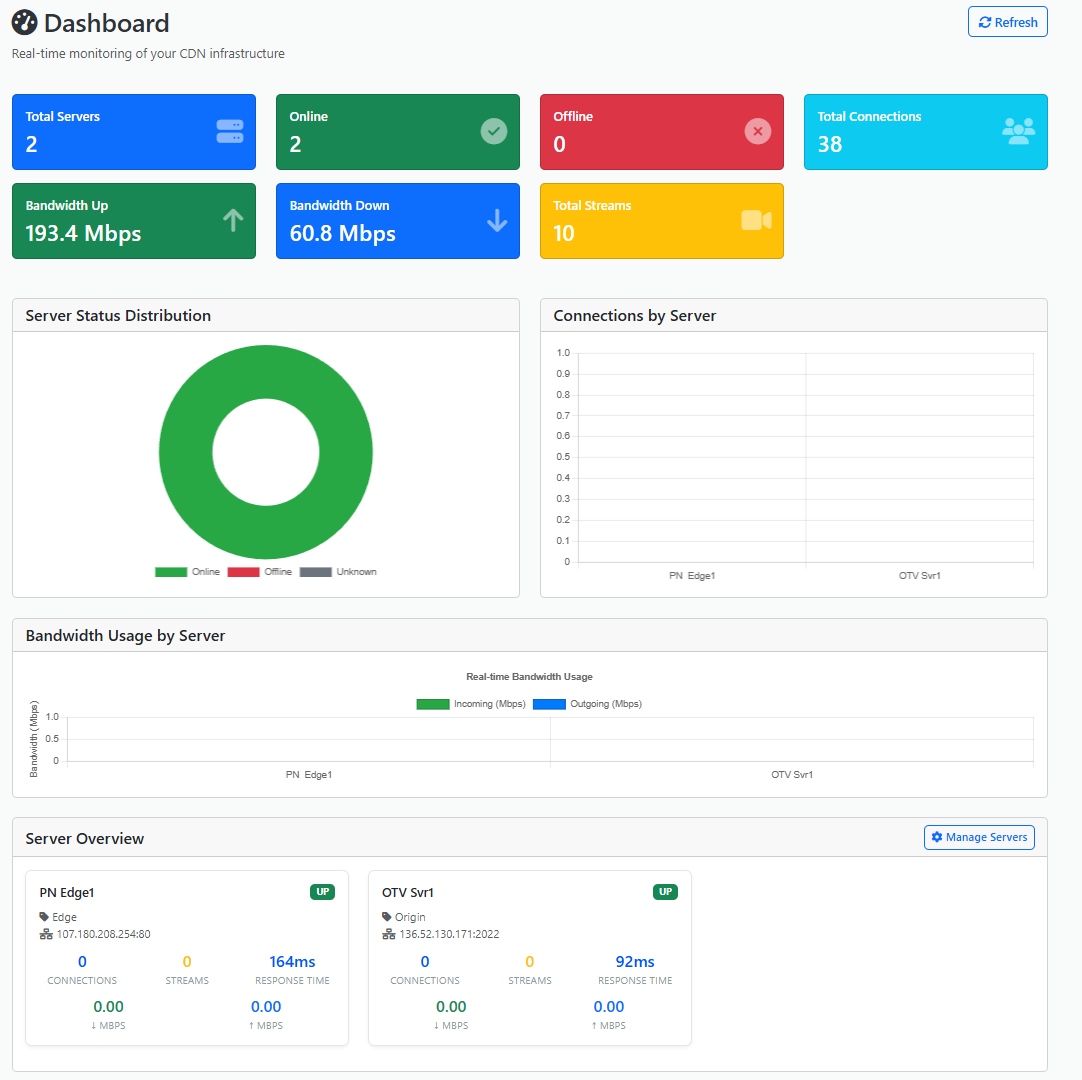 Dashboard
Refresh
Real-time monitoring of your CDN infrastructure
Total Servers
2
Online
2
Offline
0
Total Connections
38
Bandwidth Up
193.4 Mbps
Bandwidth Down
60.8 Mbps
Total Streams
10
Server Status Distribution
Online Offline Unknown
Connections by Server
1.0
0.9
0.8
0.7
0.6
0.5
0.4
0.3
0.2
0.1
0
PN Edge1 OTV Svr1
Bandwidth Usage by Server
Real-time Bandwidth Usage
Incoming (Mbps) Outgoing (Mbps)
Bandwidth (Mbps)
1.0
0.5
0
PN Edge1 OTV Svr1
Server Overview
Manage Servers
PN Edge1 UP
Edge
107.180.208.254:80
0 0 164ms
CONNECTIONS STREAMS RESPONSE TIME
0.00 0.00
↓ MBPS ↑ MBPS
OTV Svr1 UP
Origin
136.52.130.171:2022
0 0 92ms
CONNECTIONS STREAMS RESPONSE TIME
0.00 0.00
↓ MBPS ↑ MBPS